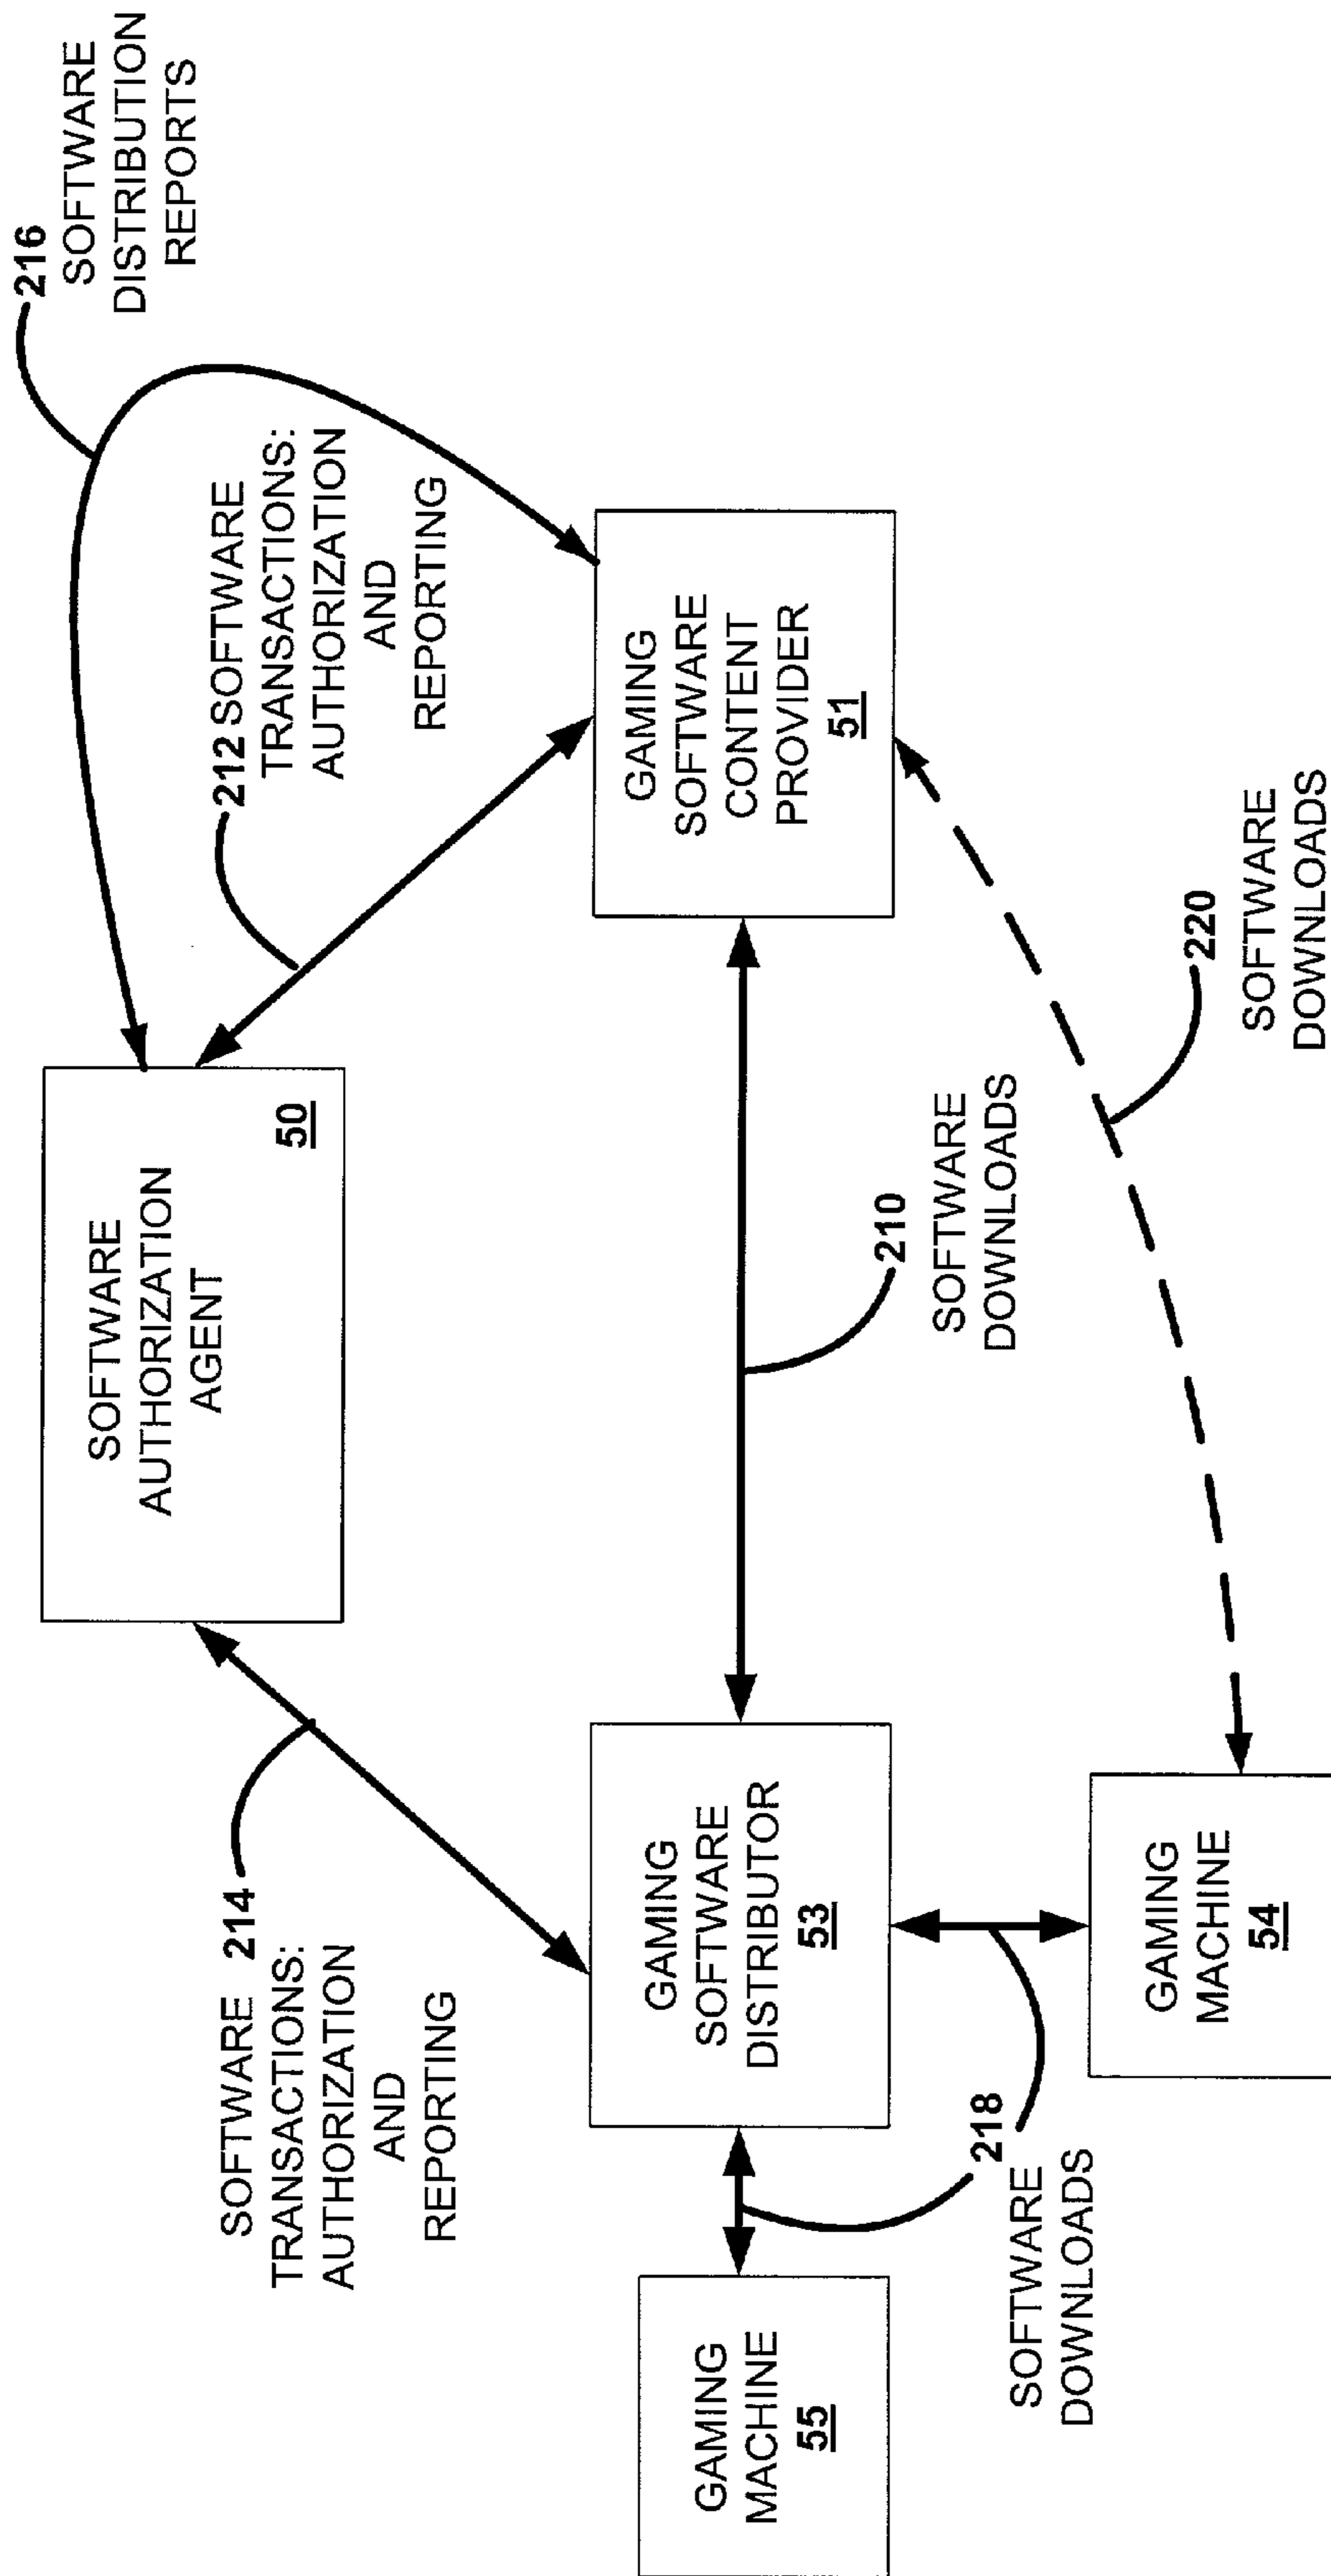 216
SOFTWARE
DISTRIBUTION
REPORTS
212 SOFTWARE
TRANSACTIONS:
AUTHORIZATION
AND
REPORTING
SOFTWARE
AUTHORIZATION
AGENT
50
SOFTWARE 214
TRANSACTIONS:
AUTHORIZATION
AND
REPORTING
GAMING
SOFTWARE
CONTENT
PROVIDER
51
210
SOFTWARE
DOWNLOADS
GAMING
SOFTWARE
DISTRIBUTOR
53
GAMING
MACHINE
55
218
SOFTWARE
DOWNLOADS
GAMING
MACHINE
54
220
SOFTWARE
DOWNLOADS